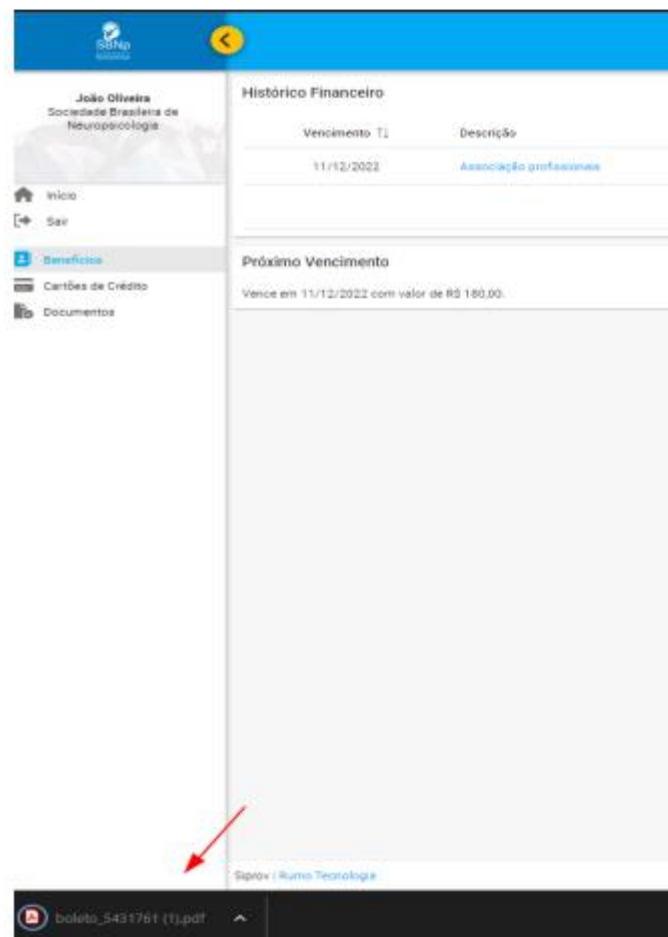 SBNp
João Oliveira
Sociedade Brasileira de
Neuropsicologia
Início
Sair
Benefícios
Cartões de Crédito
Documentos
Histórico Financeiro
Vencimento Descrição
11/12/2022 Associação profissionais
Próximo Vencimento
Vence em 11/12/2022 com valor de R$ 180,00.
Siprov | Rumo Tecnologia
boleto_5431761 (1).pdf